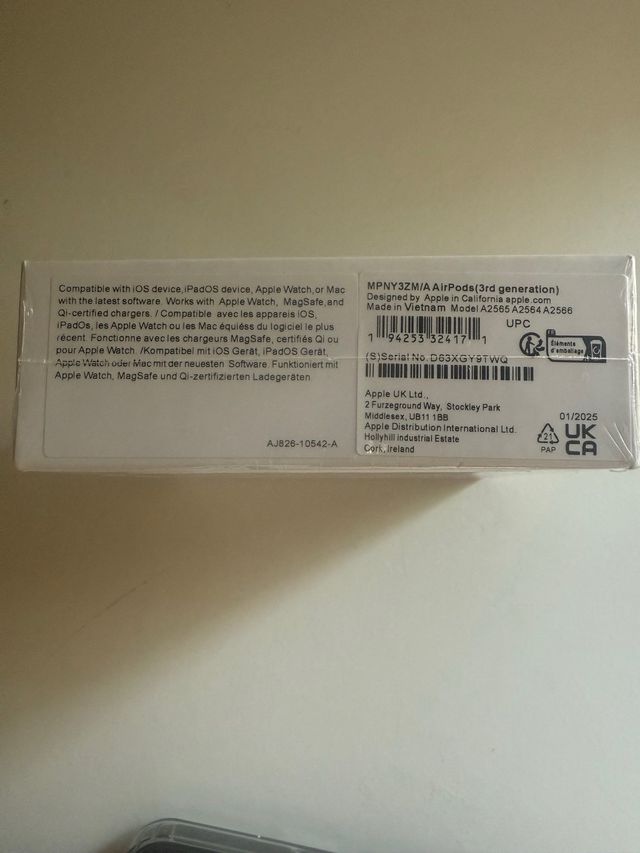 Compatible with iOS device,iPadOS device, Apple Watch,or Mac
with the latest software. Works with Apple Watch, MagSafe,and
Qi-certified chargers. / Compatible avec les appareils iOS,
iPadOs, les Apple Watch ou les Mac équiéss du logiciel le plus
récent. Fonctionne avec les chargeurs MagSafe, certifiés Qi ou
pour Apple Watch. /Kompatibel mit iOS Gerät, iPadOS Gerät,
Apple Watch oder Mac mit der neuesten Software. Funktioniert mit
Apple Watch, MagSafe und Qi-zertifizierten Ladegeräten.
AJ826-10542-A
MPNY3ZM/A AirPods(3rd generation)
Designed by Apple in California apple.com
Made in Vietnam Model A2565 A2564 A2566
UPC
1 94253 32417 1
Éléments
d'emballage
(S)Serial No. D63XGY9TWQ
Apple UK Ltd.,
2 Furzeground Way, Stockley Park
Middlesex, UB11 1BB
Apple Distribution International Ltd.
Hollyhill Industrial Estate
Cork, Ireland
01/2025
21
PAP
UK
CA